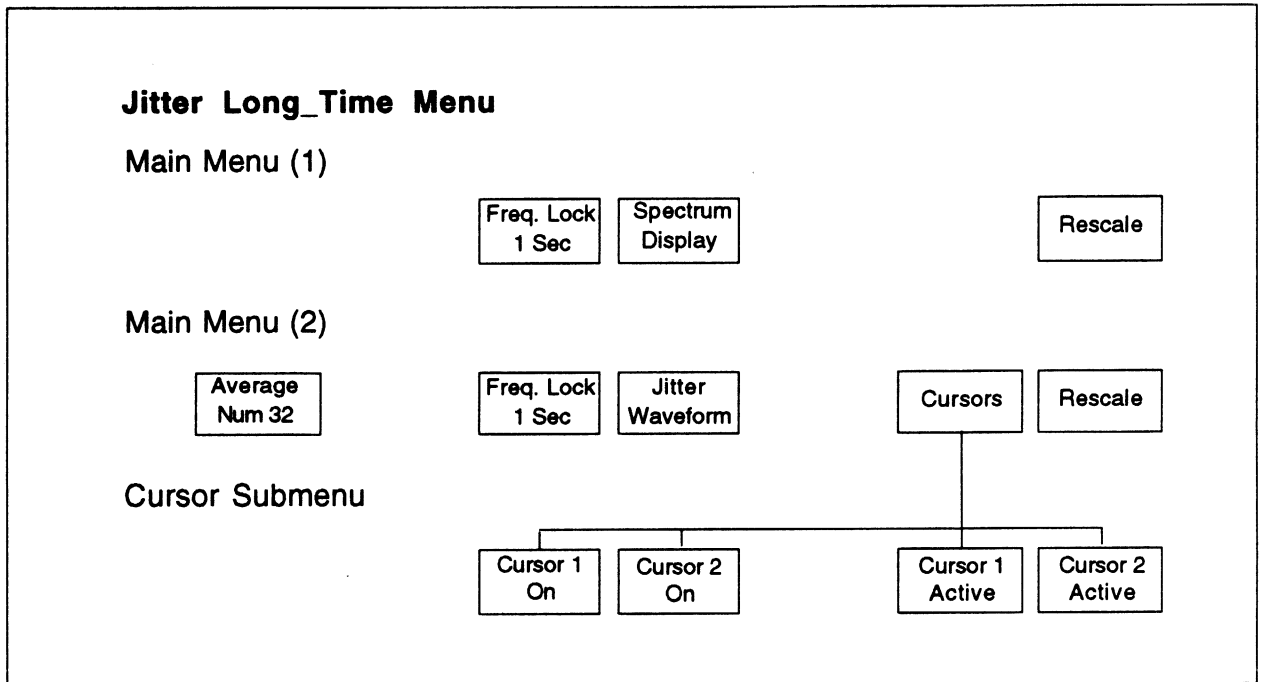 Jitter Long_Time Menu
Main Menu (1)
Freq. Lock
1 Sec
Spectrum
Display
Rescale
Main Menu (2)
Average
Num 32
Freq. Lock
1 Sec
Jitter
Waveform
Cursors
Rescale
Cursor Submenu
Cursor 1
On
Cursor 2
On
Cursor 1
Active
Cursor 2
Active